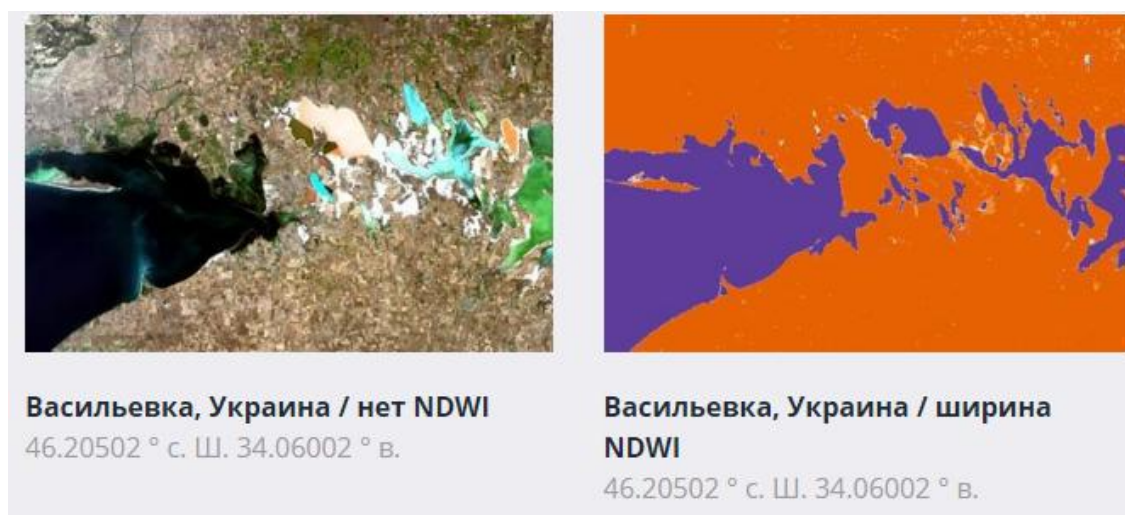 Васильевка, Украина / нет NDWI
46.20502 ° с. Ш. 34.06002 ° в.
Васильевка, Украина / ширина
NDWI
46.20502 ° с. Ш. 34.06002 ° в.